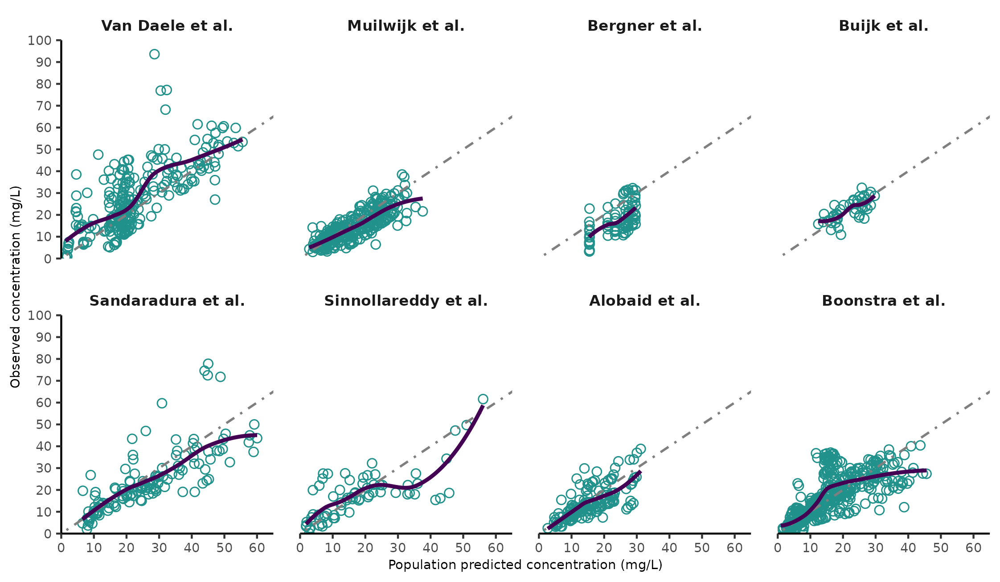 Van Daele et al.
Muilwijk et al.
Bergner et al.
Buijk et al.
100
90
80
70
60
50
40
30
20
10
0
Observed concentration (mg/L)
Sandaradura et al.
Sinnollareddy et al.
Alobaid et al.
Boonstra et al.
100
90
80
70
60
50
40
30
20
10
0
0 10 20 30 40 50 60
0 10 20 30 40 50 60
0 10 20 30 40 50 60
0 10 20 30 40 50 60
Population predicted concentration (mg/L)